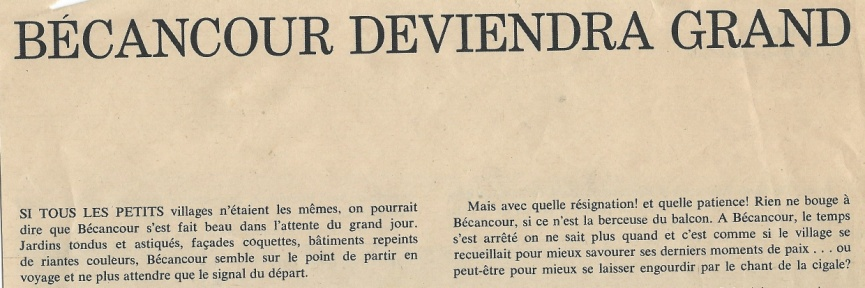 BÉCANCOUR DEVIENDRA GRAND
SI TOUS LES PETITS villages n'étaient les mêmes, on pourrait
dire que Bécancour s'est fait beau dans l'attente du grand jour.
Jardins tondus et astiqués, façades coquettes, bâtiments repeints
de riantes couleurs, Bécancour semble sur le point de partir en
voyage et ne plus attendre que le signal du départ.
Mais avec quelle résignation! et quelle patience! Rien ne bouge à
Bécancour, si ce n'est la berceuse du balcon. A Bécancour, le temps
s'est arrêté on ne sait plus quand et c'est comme si le village se
recueillait pour mieux savourer ses derniers moments de paix . . . ou
peut-être pour mieux se laisser engourdir par le chant de la cigale?